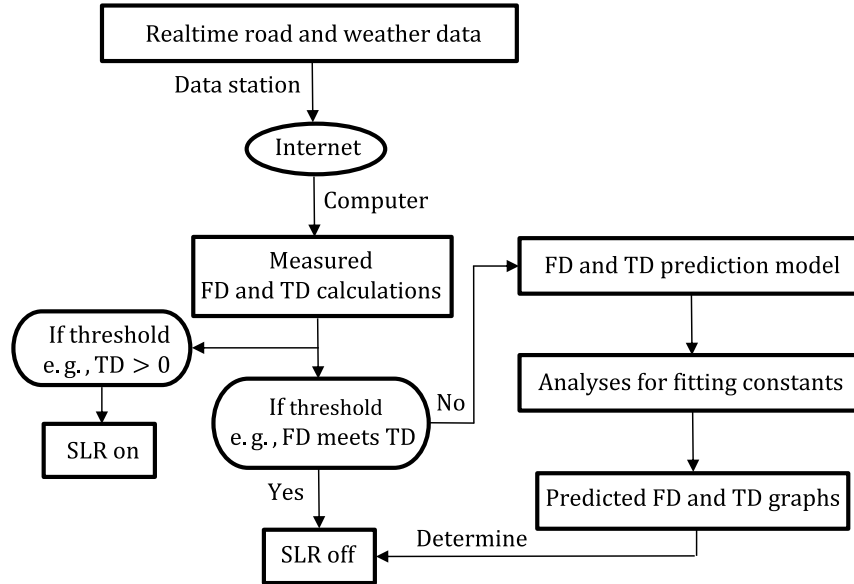 Realtime road and weather data
Data station
Internet
Computer
Measured
FD and TD calculations
If threshold
e.g., TD > 0
SLR on
If threshold
e.g., FD meets TD
No
Yes
SLR off
FD and TD prediction model
Analyses for fitting constants
Predicted FD and TD graphs
Determine